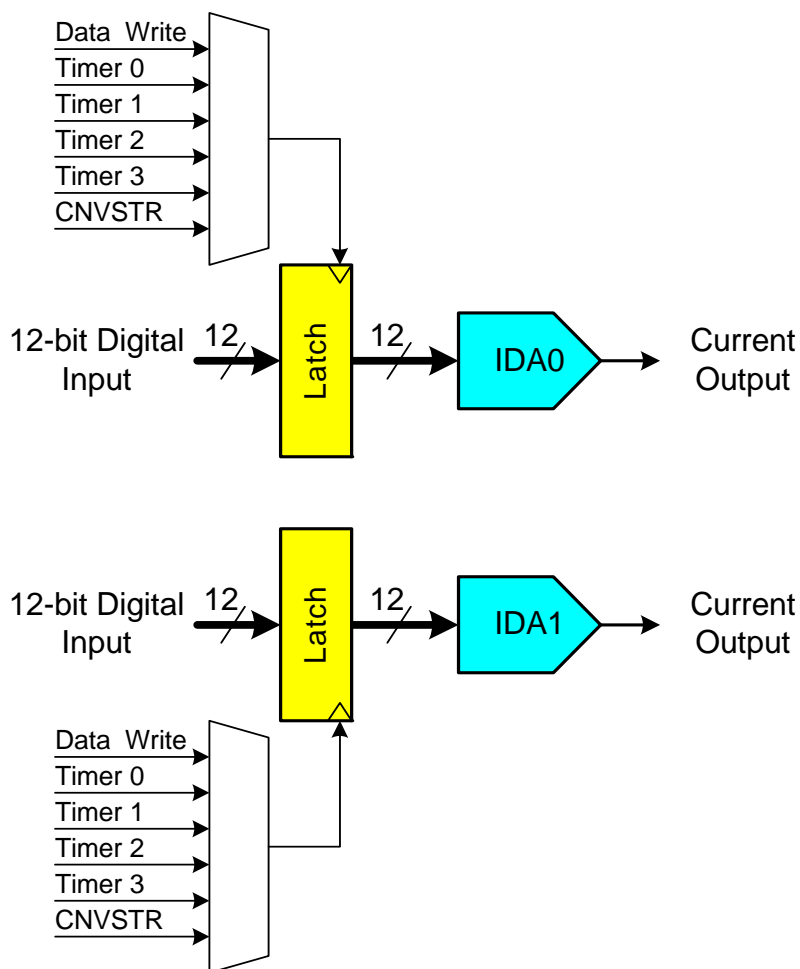 Data Write
Timer 0
Timer 1
Timer 2
Timer 3
CNVSTR
12-bit Digital
Input
12
Latch
12
IDA0
Current
Output
12-bit Digital
Input
12
Latch
12
IDA1
Current
Output
Data Write
Timer 0
Timer 1
Timer 2
Timer 3
CNVSTR